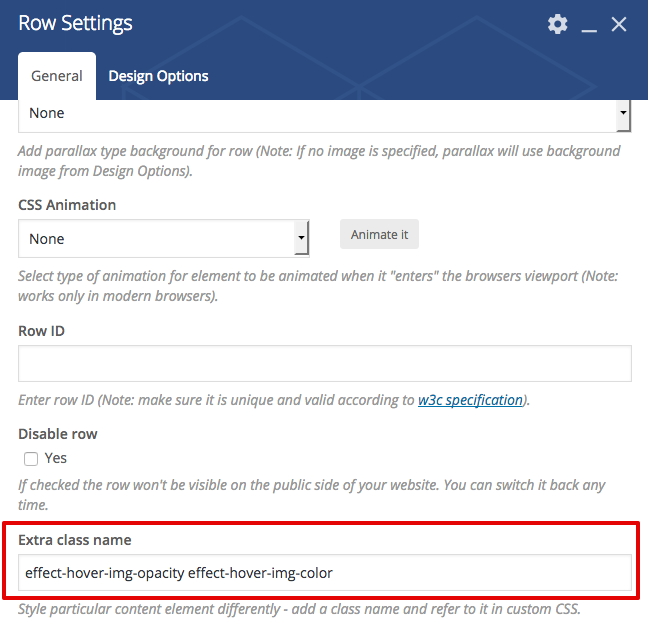 Row Settings
General
Design Options
None
Add parallax type background for row (Note: If no image is specified, parallax will use background
image from Design Options).
CSS Animation
None
Animate it
Select type of animation for element to be animated when it "enters" the browsers viewport (Note:
works only in modern browsers).
Row ID
Enter row ID (Note: make sure it is unique and valid according to w3c specification).
Disable row
Yes
If checked the row won't be visible on the public side of your website. You can switch it back any
time.
Extra class name
effect-hover-img-opacity effect-hover-img-color
Style particular content element differently - add a class name and refer to it in custom CSS.